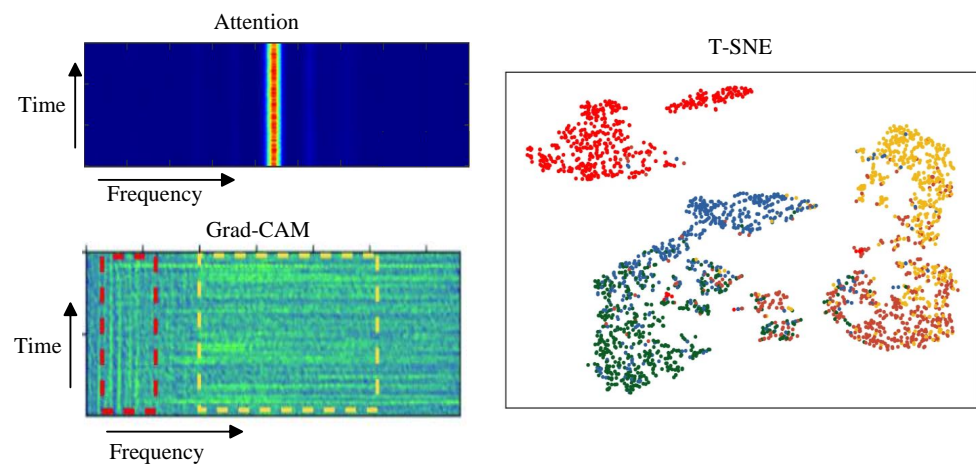 Attention
Time
Frequency
Grad-CAM
Time
Frequency
T-SNE